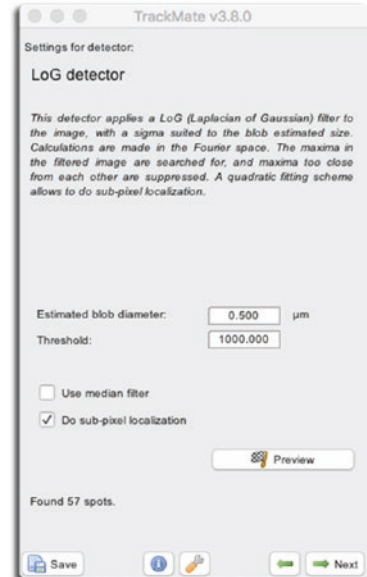 TrackMate v3.8.0
Settings for detector:
LoG detector
This detector applies a LoG (Laplacian of Gaussian) filter to
the image, with a sigma suited to the blob estimated size.
Calculations are made in the Fourier space. The maxima in
the filtered image are searched for, and maxima too close
from each other are suppressed. A quadratic fitting scheme
allows to do sub-pixel localization.
Estimated blob diameter: 0.500 µm
Threshold: 1000.000
Use median filter
Do sub-pixel localization
Preview
Found 57 spots.
Save Next